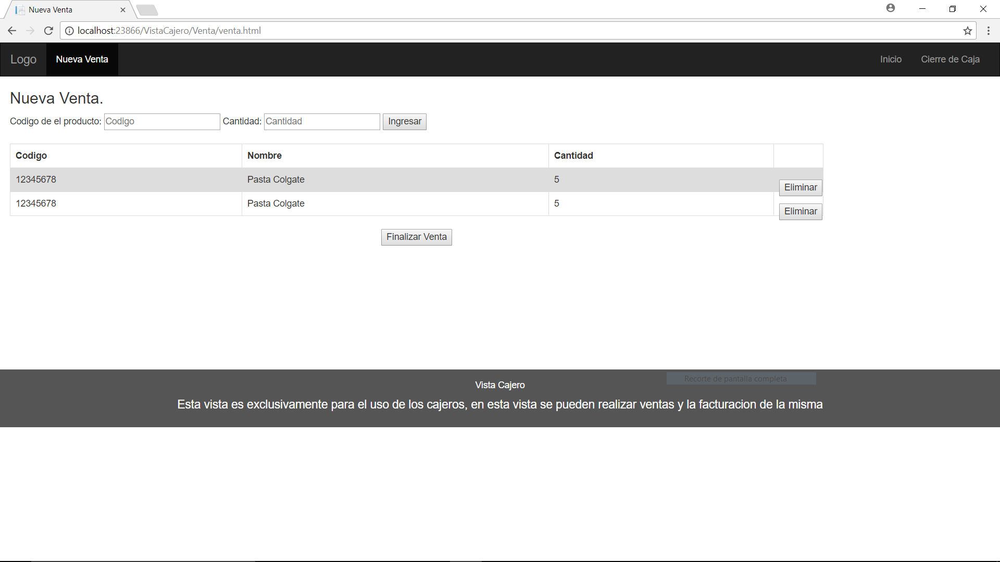 Nueva Venta
localhost:23866/VistaCajero/Venta/venta.html
Logo Nueva Venta Inicio Cierre de Caja
Nueva Venta.
Codigo de el producto: Codigo Cantidad: Cantidad Ingresar
Codigo Nombre Cantidad
12345678 Pasta Colgate 5 Eliminar
12345678 Pasta Colgate 5 Eliminar
Finalizar Venta
Recorte de pantalla completa
Vista Cajero
Esta vista es exclusivamente para el uso de los cajeros, en esta vista se pueden realizar ventas y la facturacion de la misma